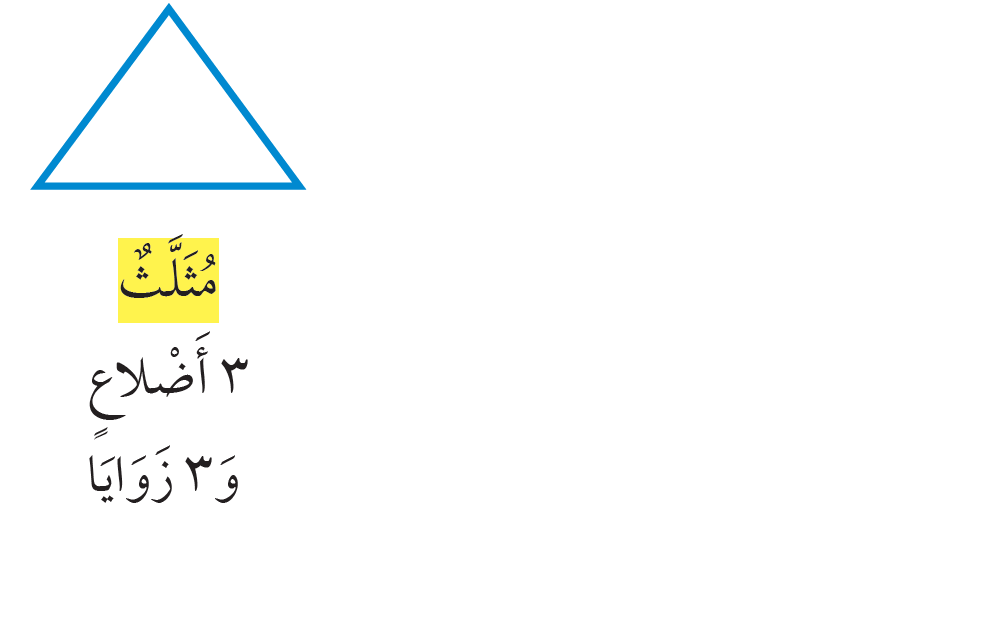 مُثَلَّثٌ
٣ أَضْلاعٍ
وَ ٣ زَوَايَا